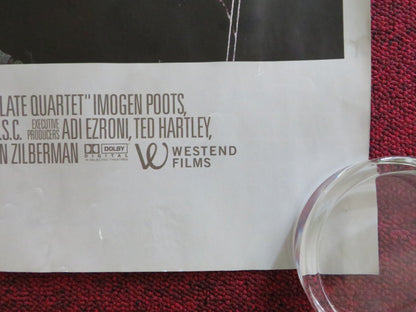 LATE QUARTET" IMOGEN POOTS,
.S.C. EXECUTIVE PRODUCERS ADI EZRONI, TED HARTLEY,
N ZILBERMAN DOLBY DIGITAL WESTEND FILMS